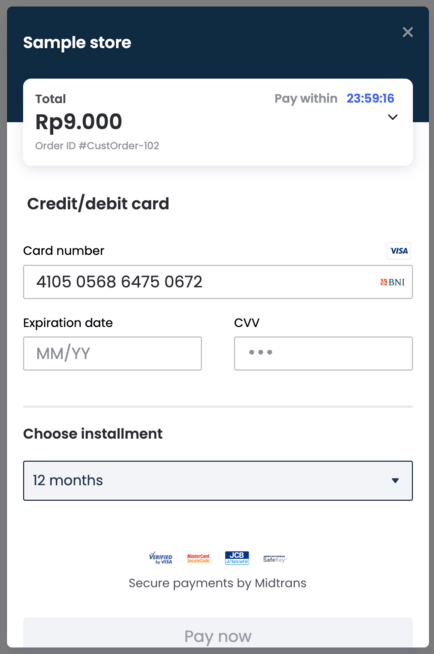 Sample store
Total
Pay within 23:59:16
Rp9.000
Order ID #CustOrder-102
Credit/debit card
Card number
VISA
4105 0568 6475 0672
BNI
Expiration date
CVV
MM/YY
Choose installment
12 months
VERIFIED by VISA
MasterCard SecureCode
JCB
SafeKey
Secure payments by Midtrans
Pay now